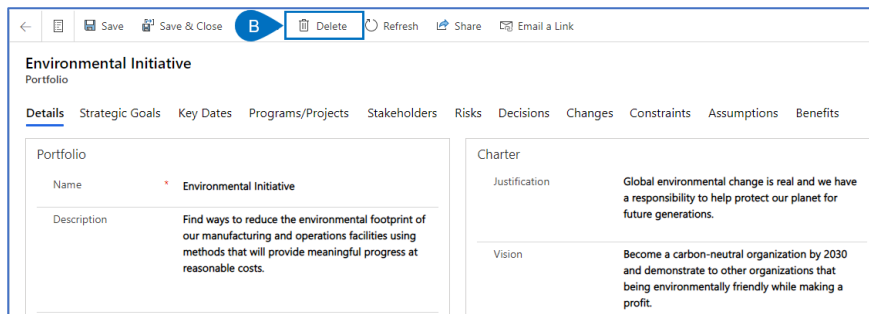 Save Save & Close B Delete Refresh Share Email a Link
Environmental Initiative
Portfolio
Details Strategic Goals Key Dates Programs/Projects Stakeholders Risks Decisions Changes Constraints Assumptions Benefits
Portfolio
Name * Environmental Initiative
Description Find ways to reduce the environmental footprint of
our manufacturing and operations facilities using
methods that will provide meaningful progress at
reasonable costs.
Charter
Justification Global environmental change is real and we have
a responsibility to help protect our planet for
future generations.
Vision Become a carbon-neutral organization by 2030
and demonstrate to other organizations that
being environmentally friendly while making a
profit.